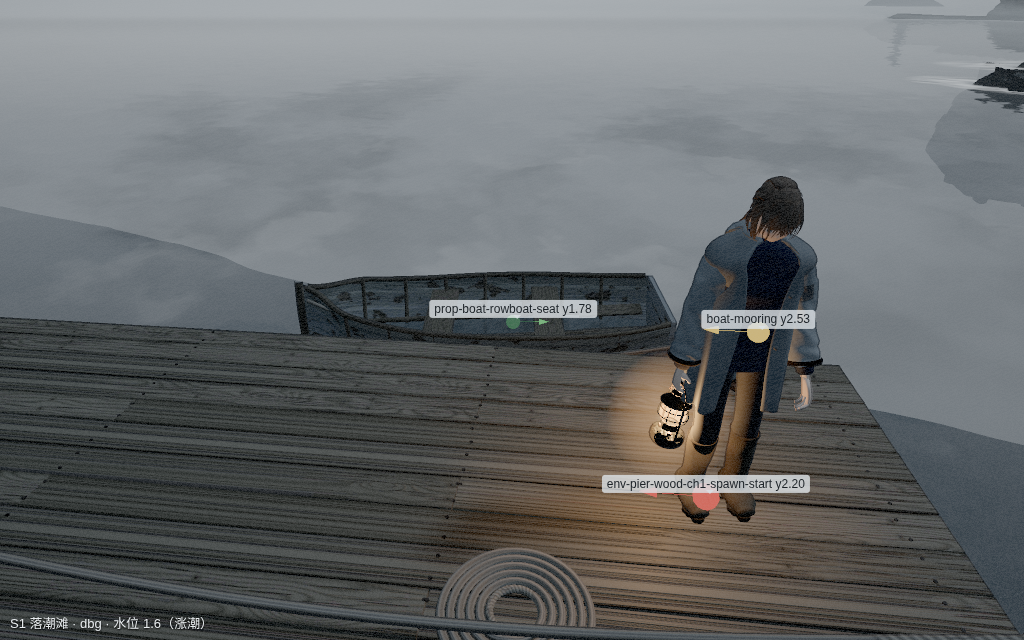 prop-boat-rowboat-seat y1.78
boat-mooring y2.53
env-pier-wood-ch1-spawn-start y2.20
S1 落潮滩 · dbg · 水位 1.6（涨潮）